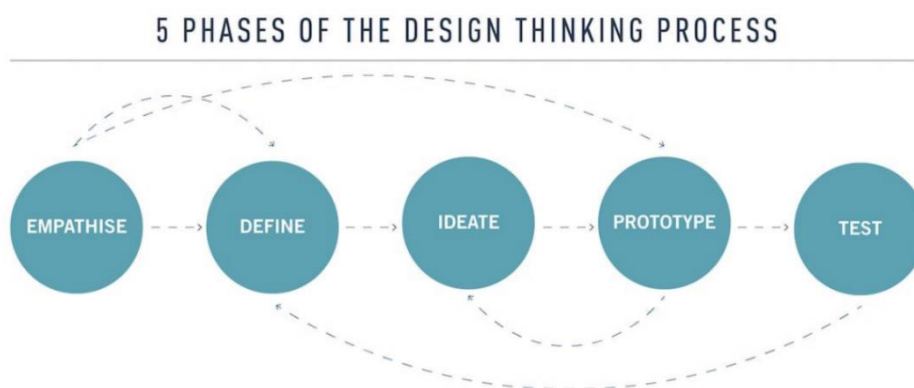 5 PHASES OF THE DESIGN THINKING PROCESS
EMPATHISE
DEFINE
IDEATE
PROTOTYPE
TEST